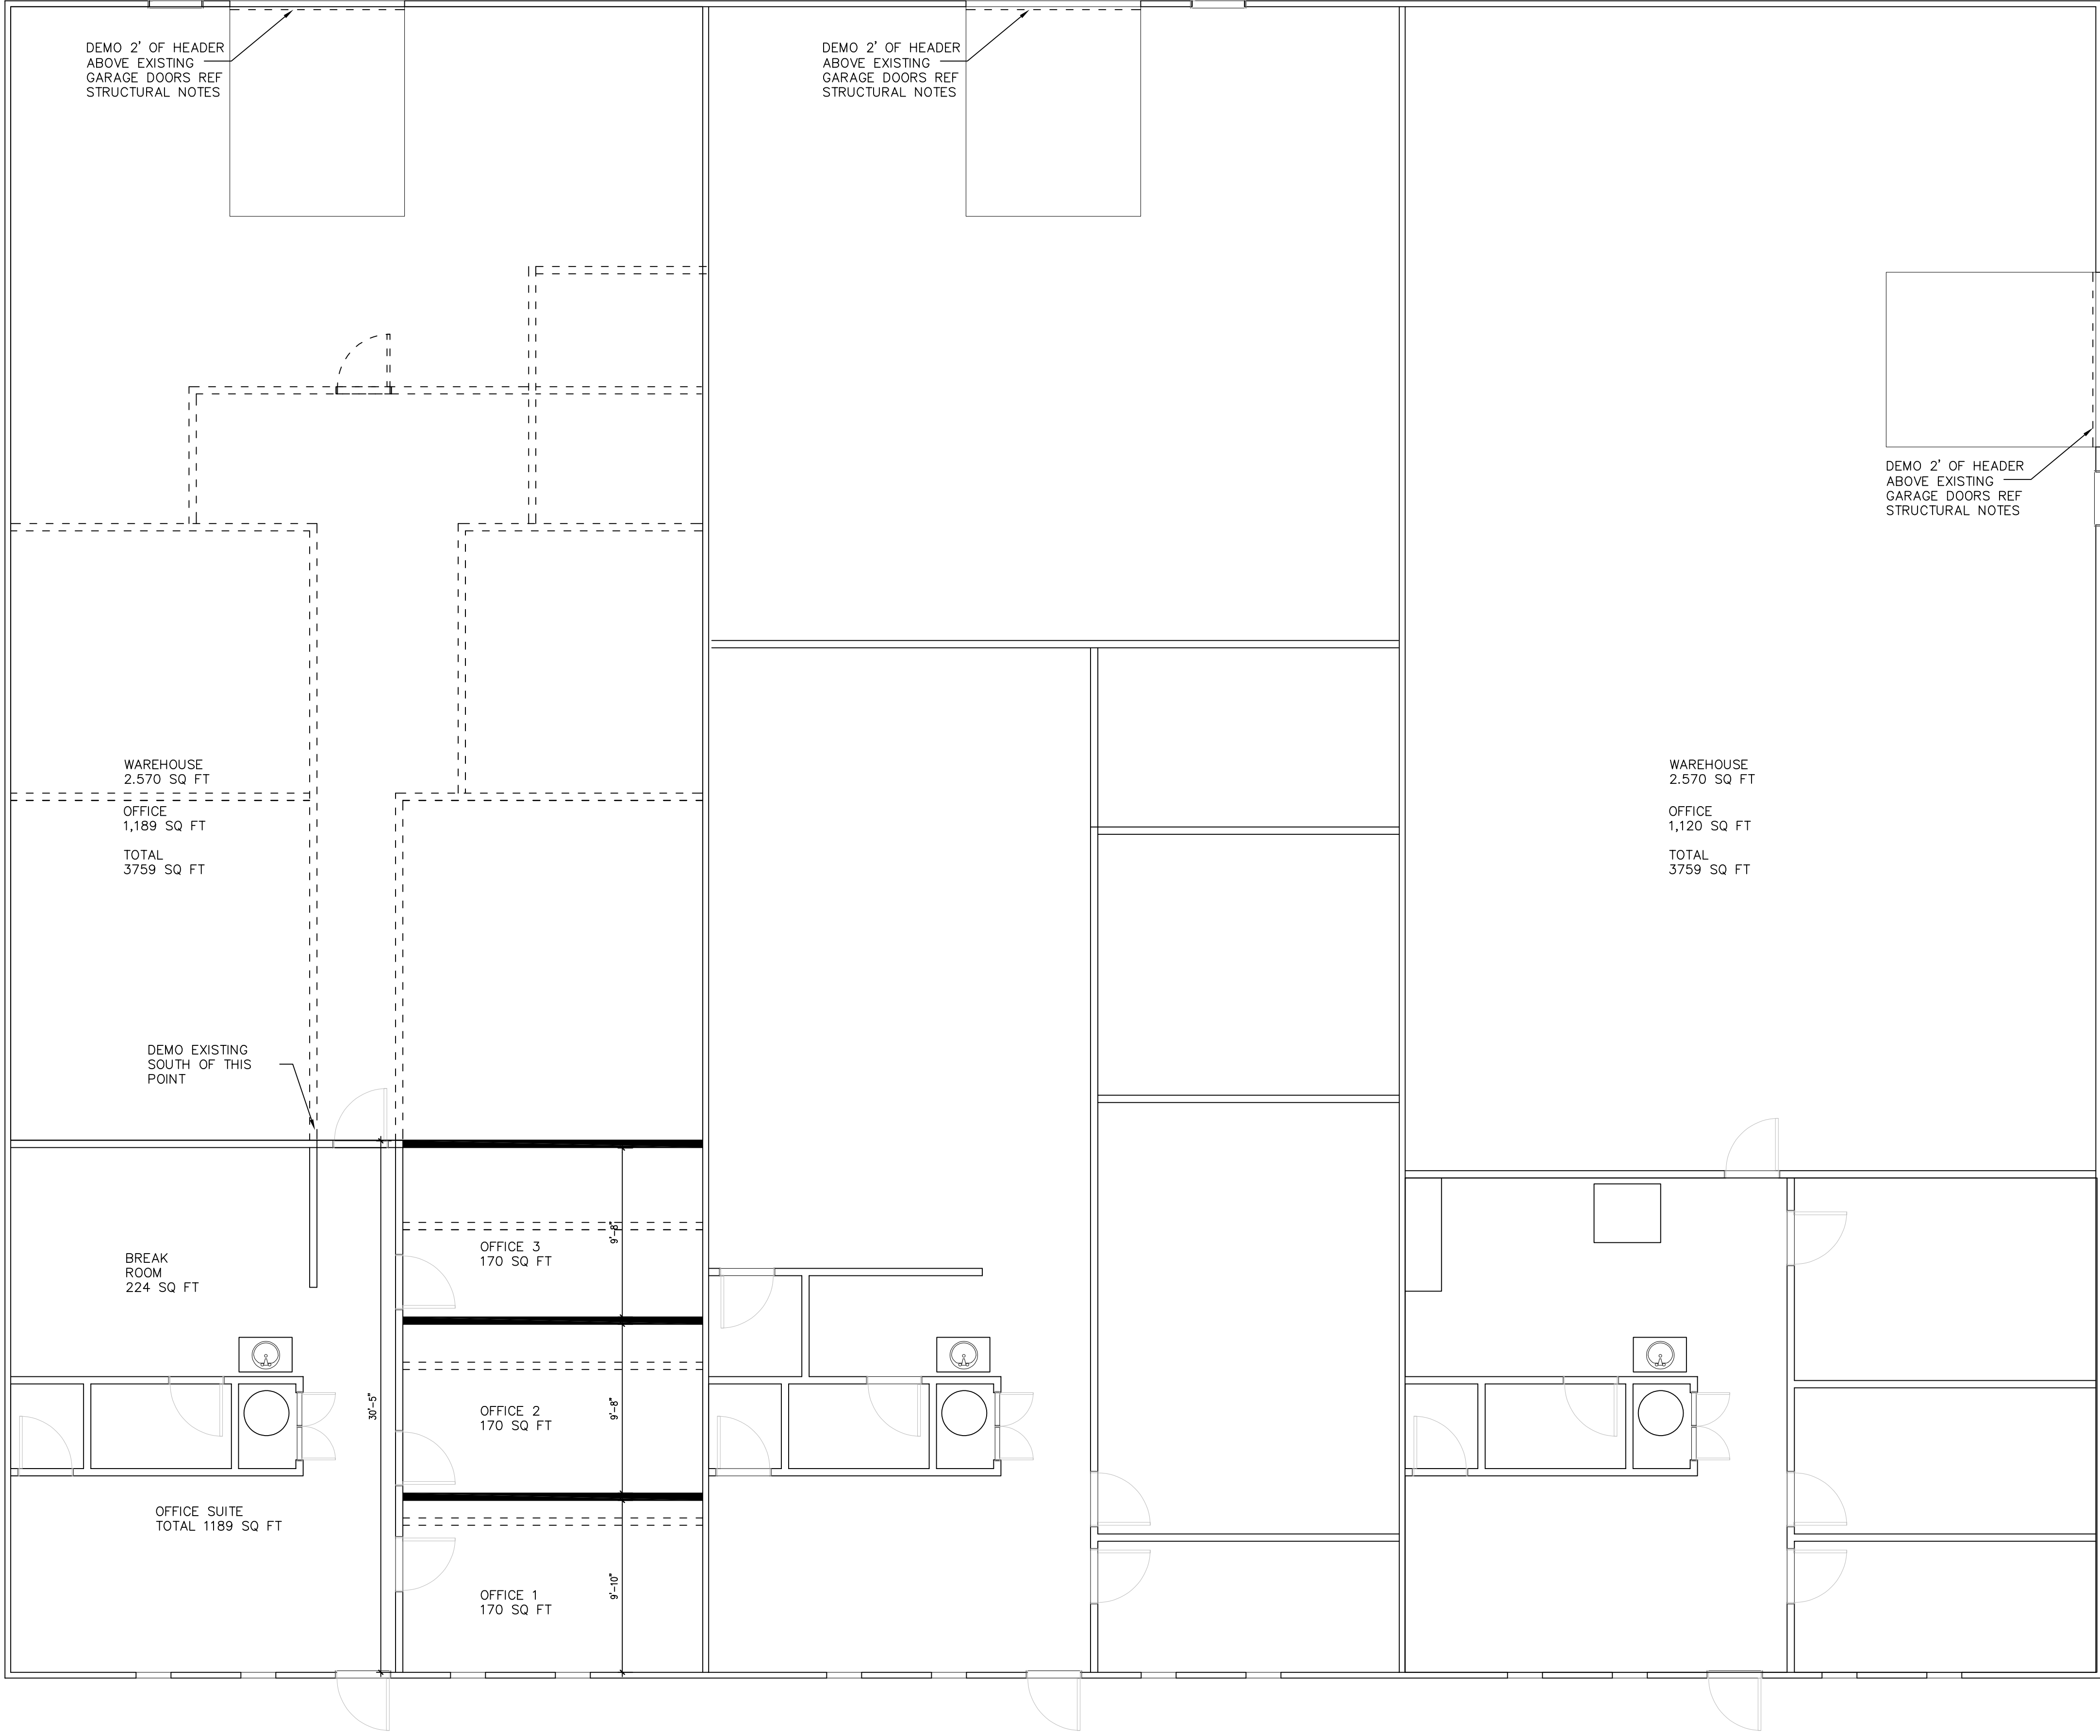 DEMO 2' OF HEADER
ABOVE EXISTING
GARAGE DOORS REF
STRUCTURAL NOTES
DEMO 2' OF HEADER
ABOVE EXISTING
GARAGE DOORS REF
STRUCTURAL NOTES
DEMO 2' OF HEADER
ABOVE EXISTING
GARAGE DOORS REF
STRUCTURAL NOTES
WAREHOUSE
2.570 SQ FT
OFFICE
1,189 SQ FT
TOTAL
3759 SQ FT
WAREHOUSE
2.570 SQ FT
OFFICE
1,120 SQ FT
TOTAL
3759 SQ FT
DEMO EXISTING
SOUTH OF THIS
POINT
BREAK
ROOM
224 SQ FT
OFFICE 3
170 SQ FT
9'-8"
30'-5"
OFFICE 2
170 SQ FT
9'-8"
OFFICE SUITE
TOTAL 1189 SQ FT
OFFICE 1
170 SQ FT
9'-10"